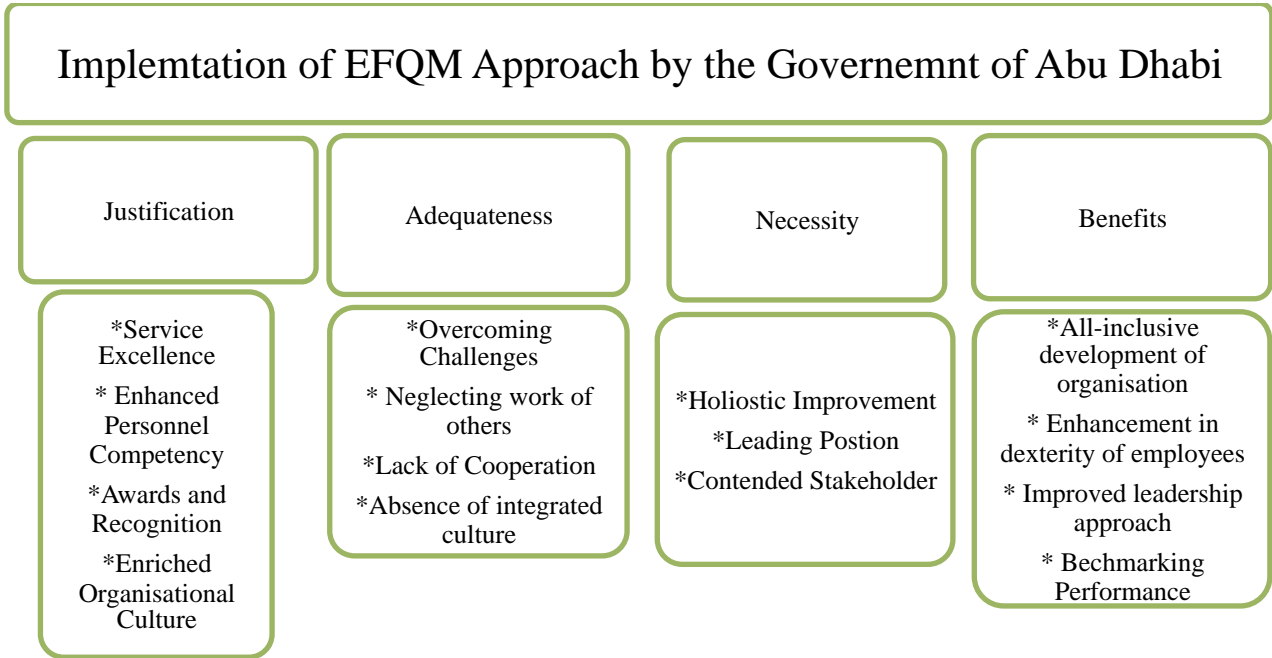 Implemtation of EFQM Approach by the Governemnt of Abu Dhabi
Justification
Adequateness
Necessity
Benefits
*Service
Excellence
* Enhanced
Personnel
Competency
*Awards and
Recognition
*Enriched
Organisational
Culture
*Overcoming
Challenges
* Neglecting work of
others
*Lack of Cooperation
*Absence of integrated
culture
*Holiostic Improvement
*Leading Postion
*Contended Stakeholder
*All-inclusive
development of
organisation
* Enhancement in
dexterity of employees
* Improved leadership
approach
* Bechmarking
Performance